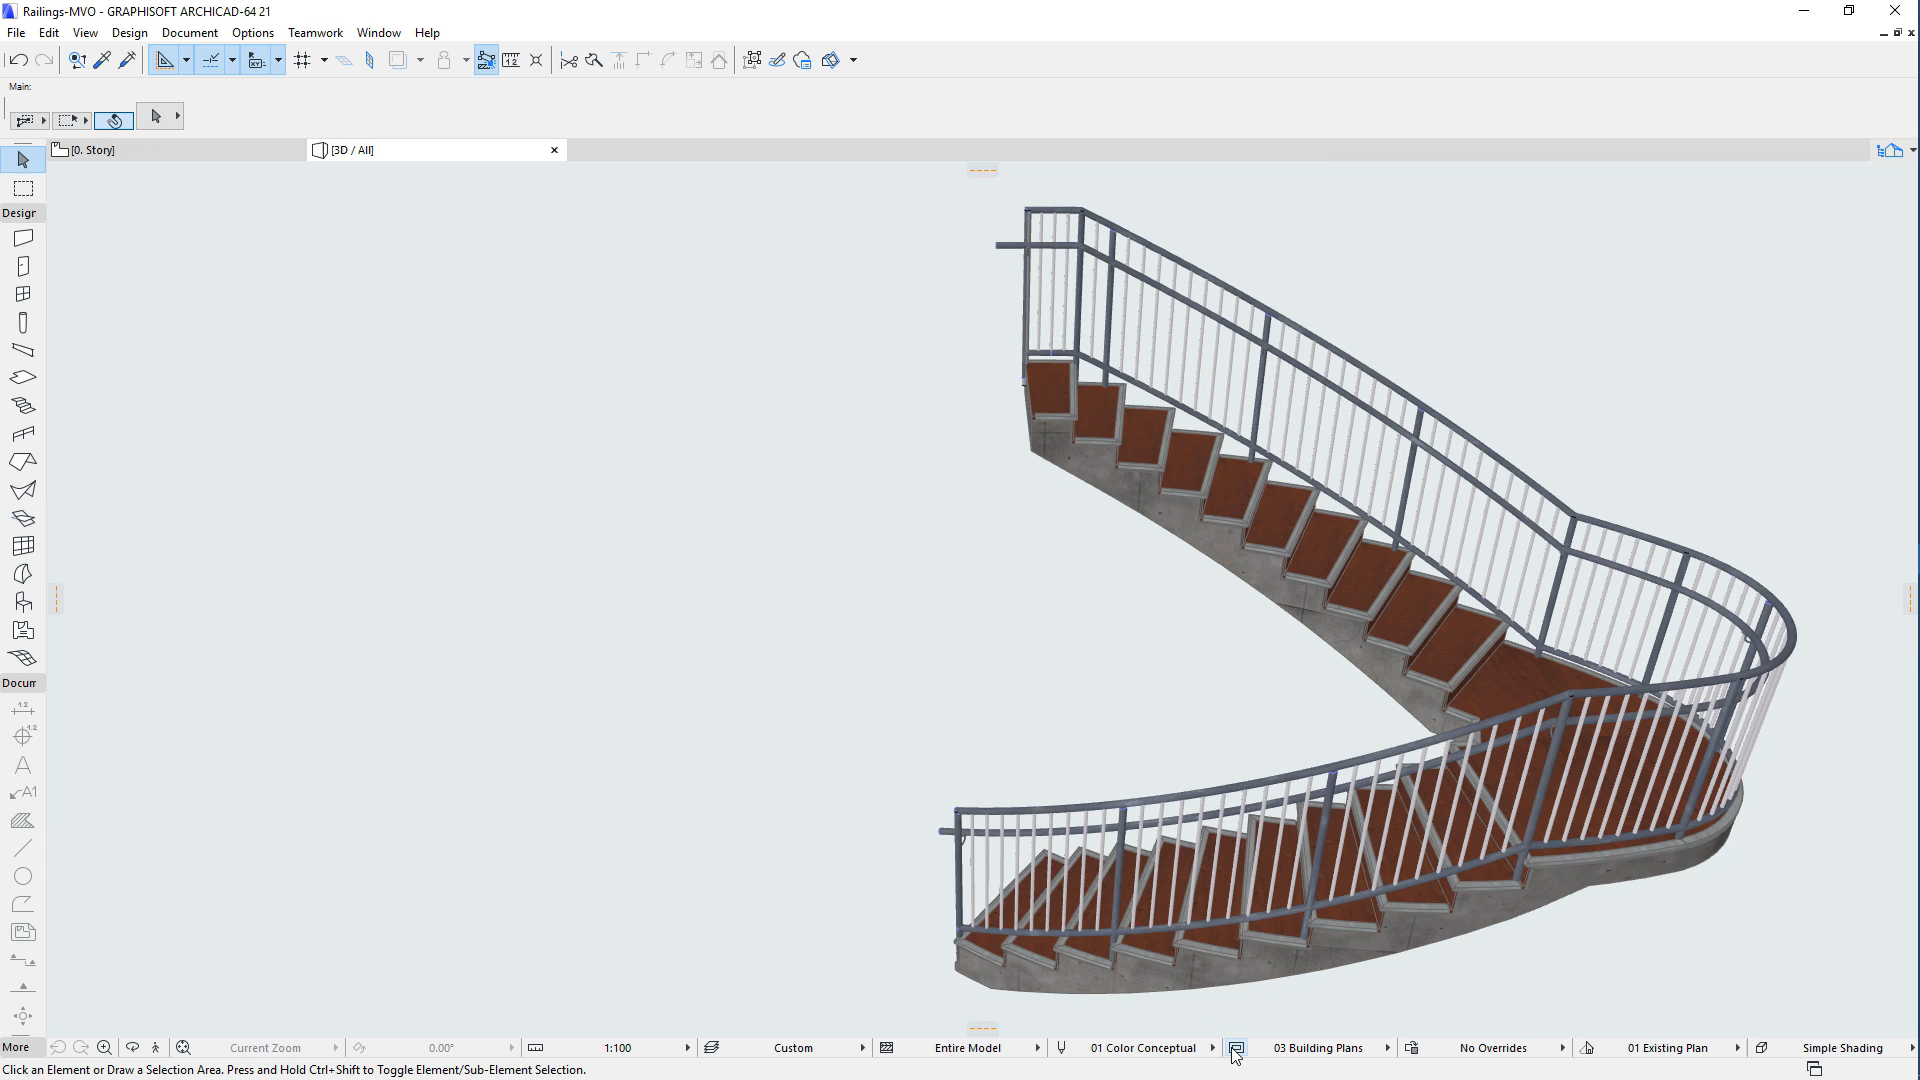 Railings-MVO - GRAPHISOFT ARCHICAD-64 21
File Edit View Design Document Options Teamwork Window Help
Main:
[0. Story]
[3D / All]
Design
Docum
More
Current Zoom
0.00°
1:100
Custom
Entire Model
01 Color Conceptual
03 Building Plans
No Overrides
01 Existing Plan
Simple Shading
Click an Element or Draw a Selection Area. Press and Hold Ctrl+Shift to Toggle Element/Sub-Element Selection.